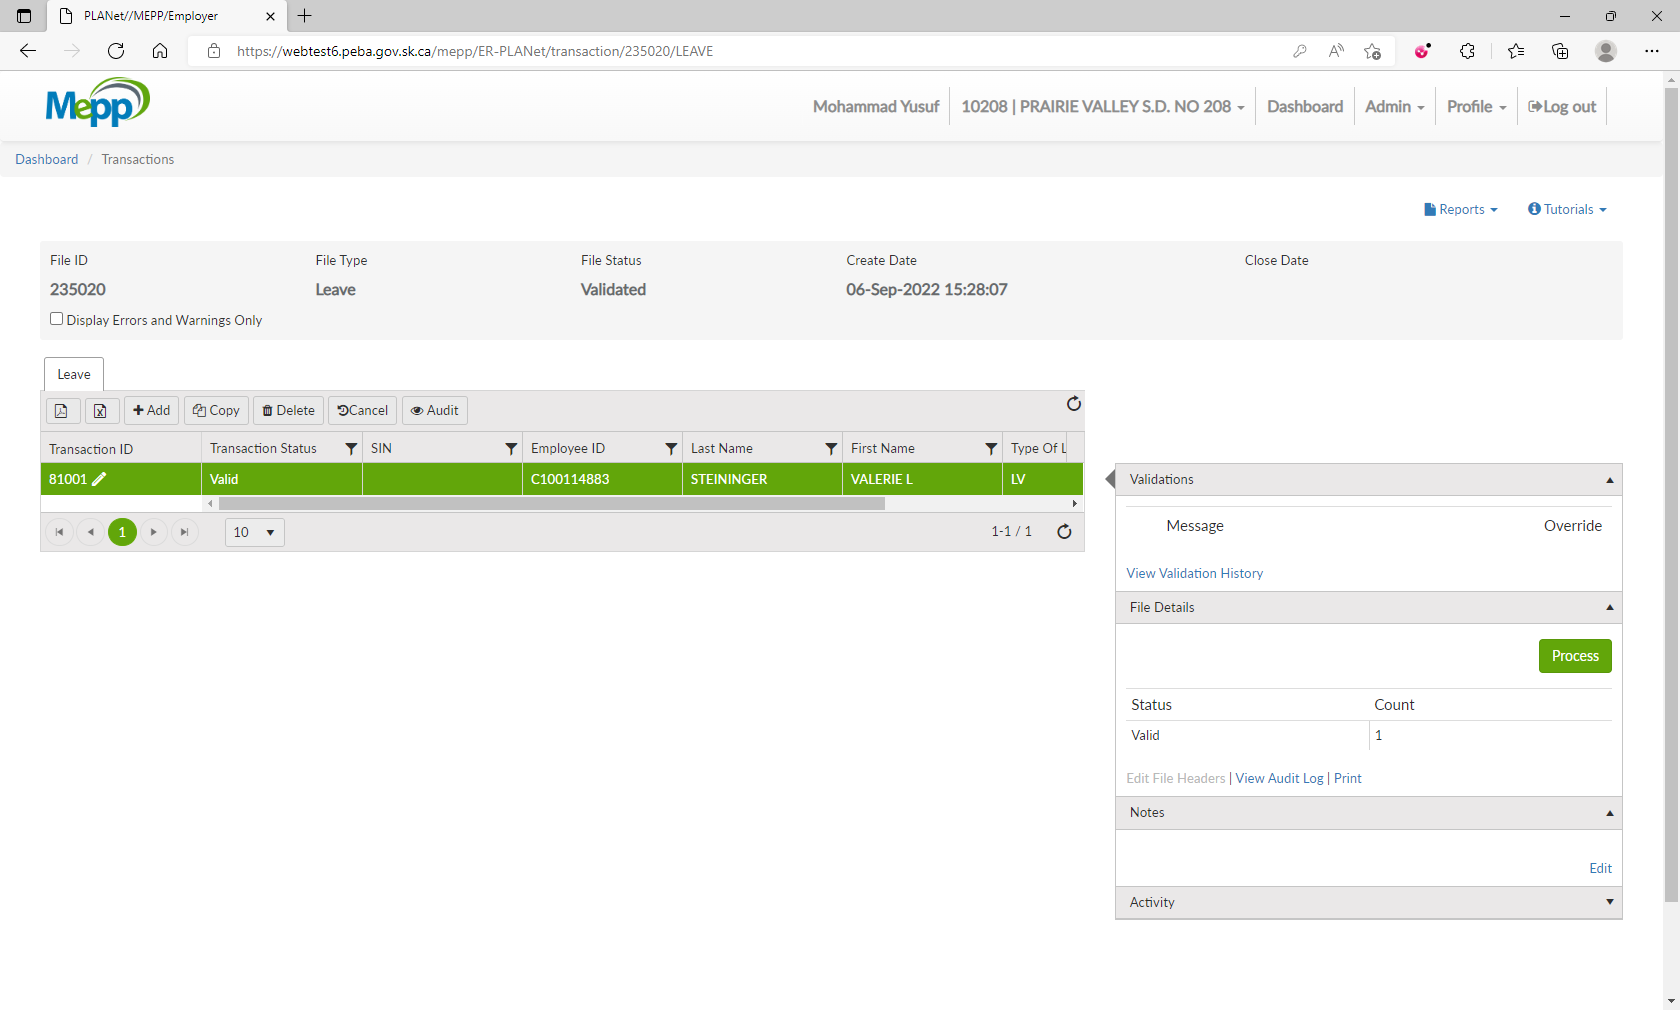 PLANet//MEPP/Employer
https://webtest6.peba.gov.sk.ca/mepp/ER-PLANet/transaction/235020/LEAVE
Mepp
Mohammad Yusuf
10208 | PRAIRIE VALLEY S.D. NO 208
Dashboard
Admin
Profile
Log out
Dashboard / Transactions
Reports
Tutorials
File ID
File Type
File Status
Create Date
Close Date
235020
Leave
Validated
06-Sep-2022 15:28:07
Display Errors and Warnings Only
Leave
Add
Copy
Delete
Cancel
Audit
Transaction ID
Transaction Status
SIN
Employee ID
Last Name
First Name
Type Of L
81001
Valid
C100114883
STEININGER
VALERIE L
LV
1
10
1-1 / 1
Validations
Message
Override
View Validation History
File Details
Process
Status
Count
Valid
1
Edit File Headers | View Audit Log | Print
Notes
Edit
Activity